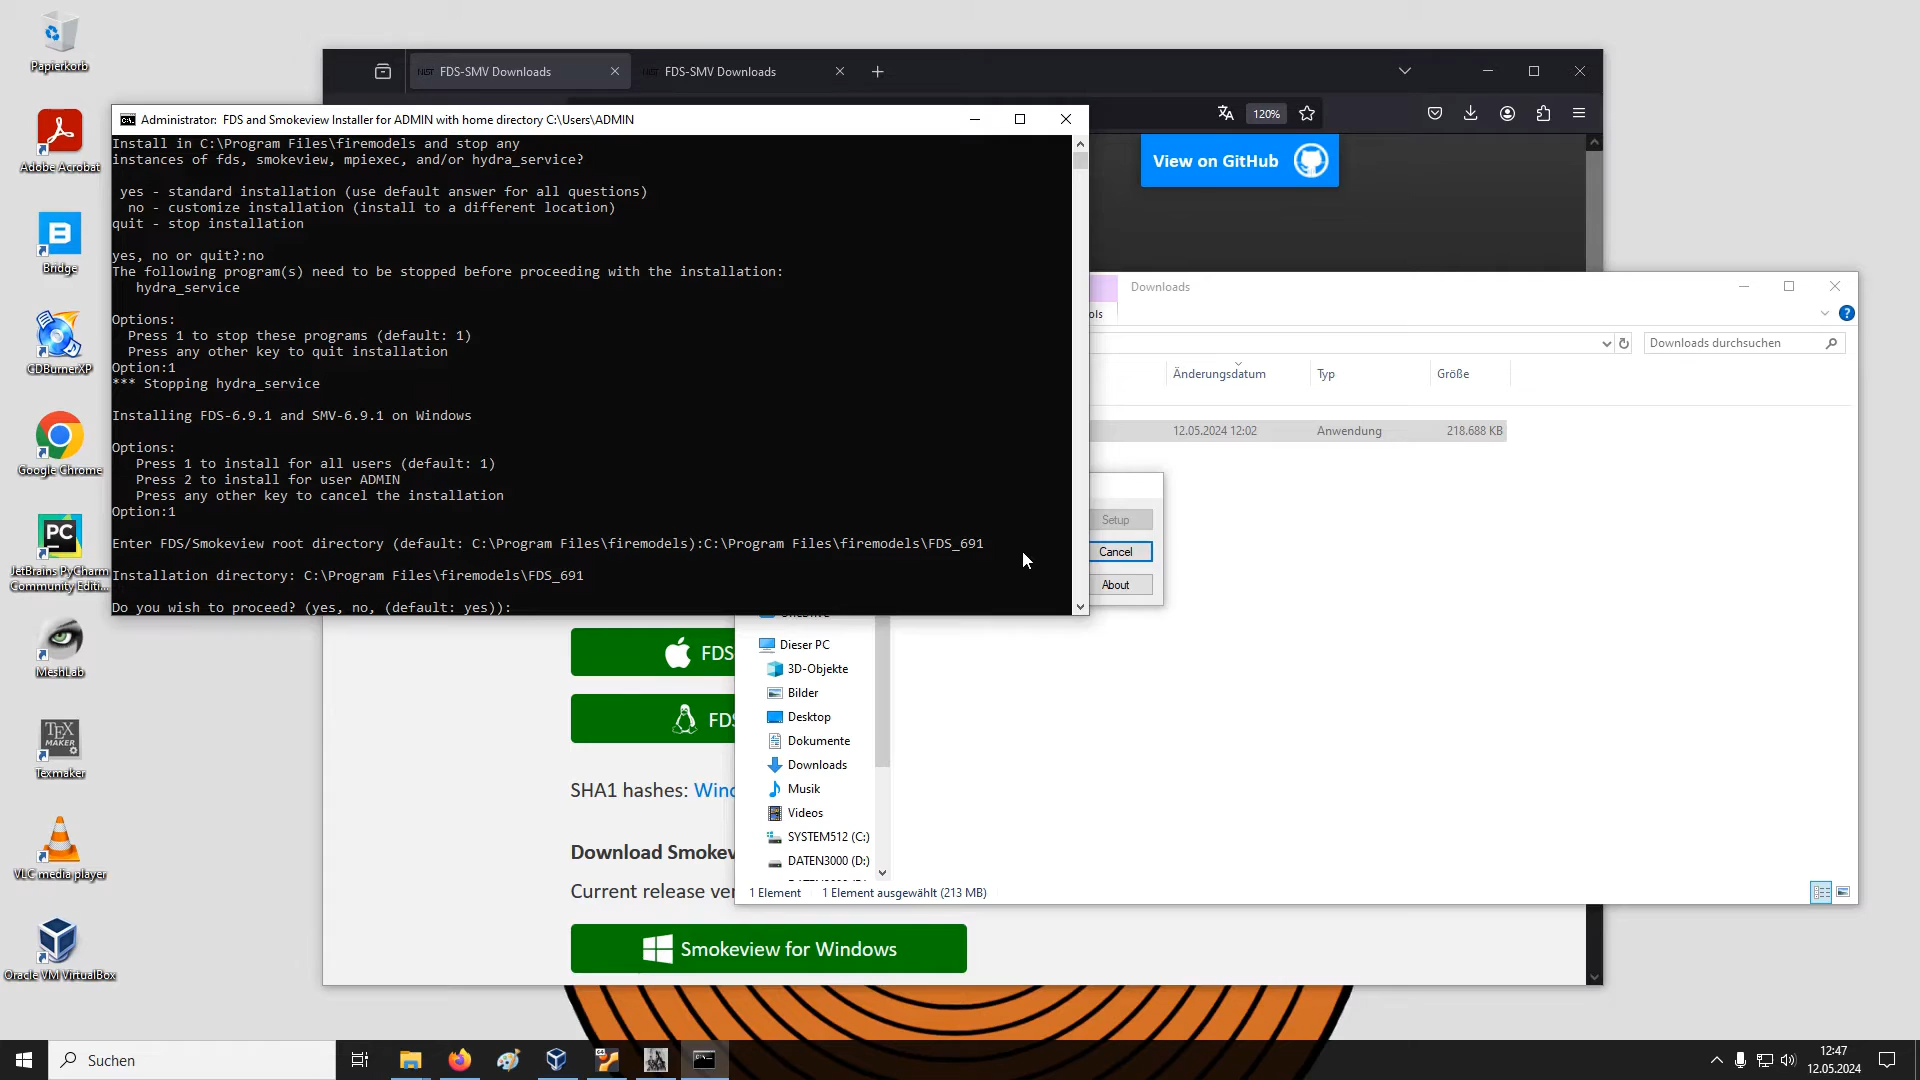 Papierkorb
Adobe Acrobat
Bridge
CDBurnerXP
Google Chrome
JetBrains PyCharm
Community Editi...
MeshLab
Texmaker
VLC media player
Oracle VM VirtualBox
FDS-SMV Downloads
FDS-SMV Downloads
120%
View on GitHub
Administrator:  FDS and Smokeview Installer for ADMIN with home directory C:\Users\ADMIN
Install in C:\Program Files\firemodels and stop any
instances of fds, smokeview, mpiexec, and/or hydra_service?
yes - standard installation (use default answer for all questions)
no - customize installation (install to a different location)
quit - stop installation
yes, no or quit?:no
The following program(s) need to be stopped before proceeding with the installation:
hydra_service
Options:
Press 1 to stop these programs (default: 1)
Press any other key to quit installation
Option:1
*** Stopping hydra_service
Installing FDS-6.9.1 and SMV-6.9.1 on Windows
Options:
Press 1 to install for all users (default: 1)
Press 2 to install for user ADMIN
Press any other key to cancel the installation
Option:1
Enter FDS/Smokeview root directory (default: C:\Program Files\firemodels):C:\Program Files\firemodels\FDS_691
Installation directory: C:\Program Files\firemodels\FDS_691
Do you wish to proceed? (yes, no, (default: yes)):
Downloads
ols
Downloads durchsuchen
Änderungsdatum
Typ
Größe
12.05.2024 12:02
Anwendung
218.688 KB
Setup
Cancel
About
FDS
FDS
SHA1 hashes: Wind
Download Smokev
Current release ver
Smokeview for Windows
Dieser PC
3D-Objekte
Bilder
Desktop
Dokumente
Downloads
Musik
Videos
SYSTEM512 (C:)
DATEN3000 (D:)
1 Element
1 Element ausgewählt (213 MB)
Suchen
12:47
12.05.2024